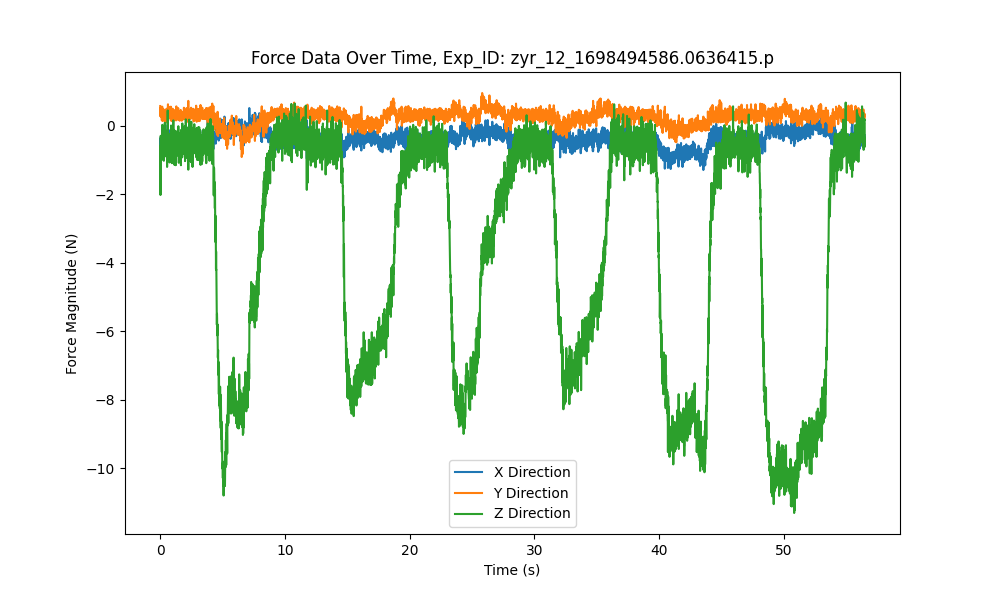 Force Data Over Time, Exp_ID: zyr_12_1698494586.0636415.p
Force Magnitude (N)
0
−2
−4
−6
−8
−10
X Direction
Y Direction
Z Direction
0 10 20 30 40 50
Time (s)